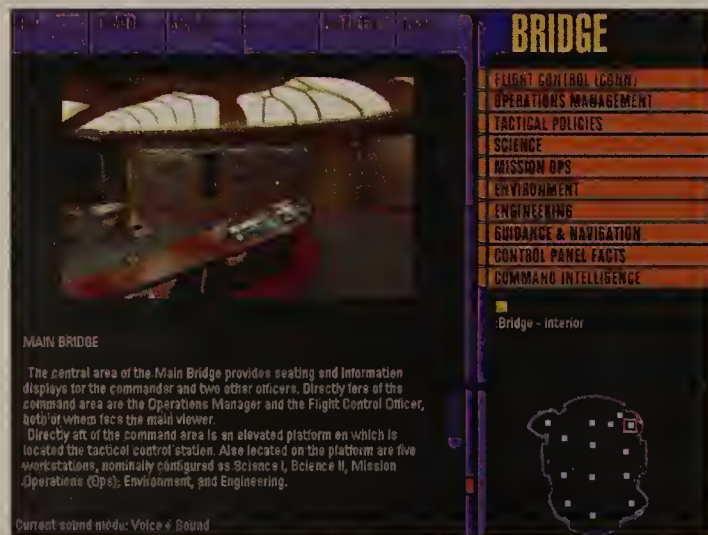 BRIDGE
FLIGHT CONTROL (CONN)
OPERATIONS MANAGEMENT
TACTICAL POLICIES
SCIENCE
MISSION OPS
ENVIRONMENT
ENGINEERING
GUIDANCE & NAVIGATION
CONTROL PANEL FACTS
COMMAND INTELLIGENCE
:Bridge - interior
MAIN BRIDGE
The central area of the Main Bridge provides seating and Information
displays for the commander and two other officers. Directly fore of the
command area are the Operations Manager and the Flight Control Officer,
both of whom face the main viewer.
Directly aft of the command area is an elevated platform on which is
located the tactical control station. Also located on the platform are five
workstations, nominally configured as Science I, Science II, Mission
Operations (Ops), Environment, and Engineering.
Current sound mode: Voice + Sound